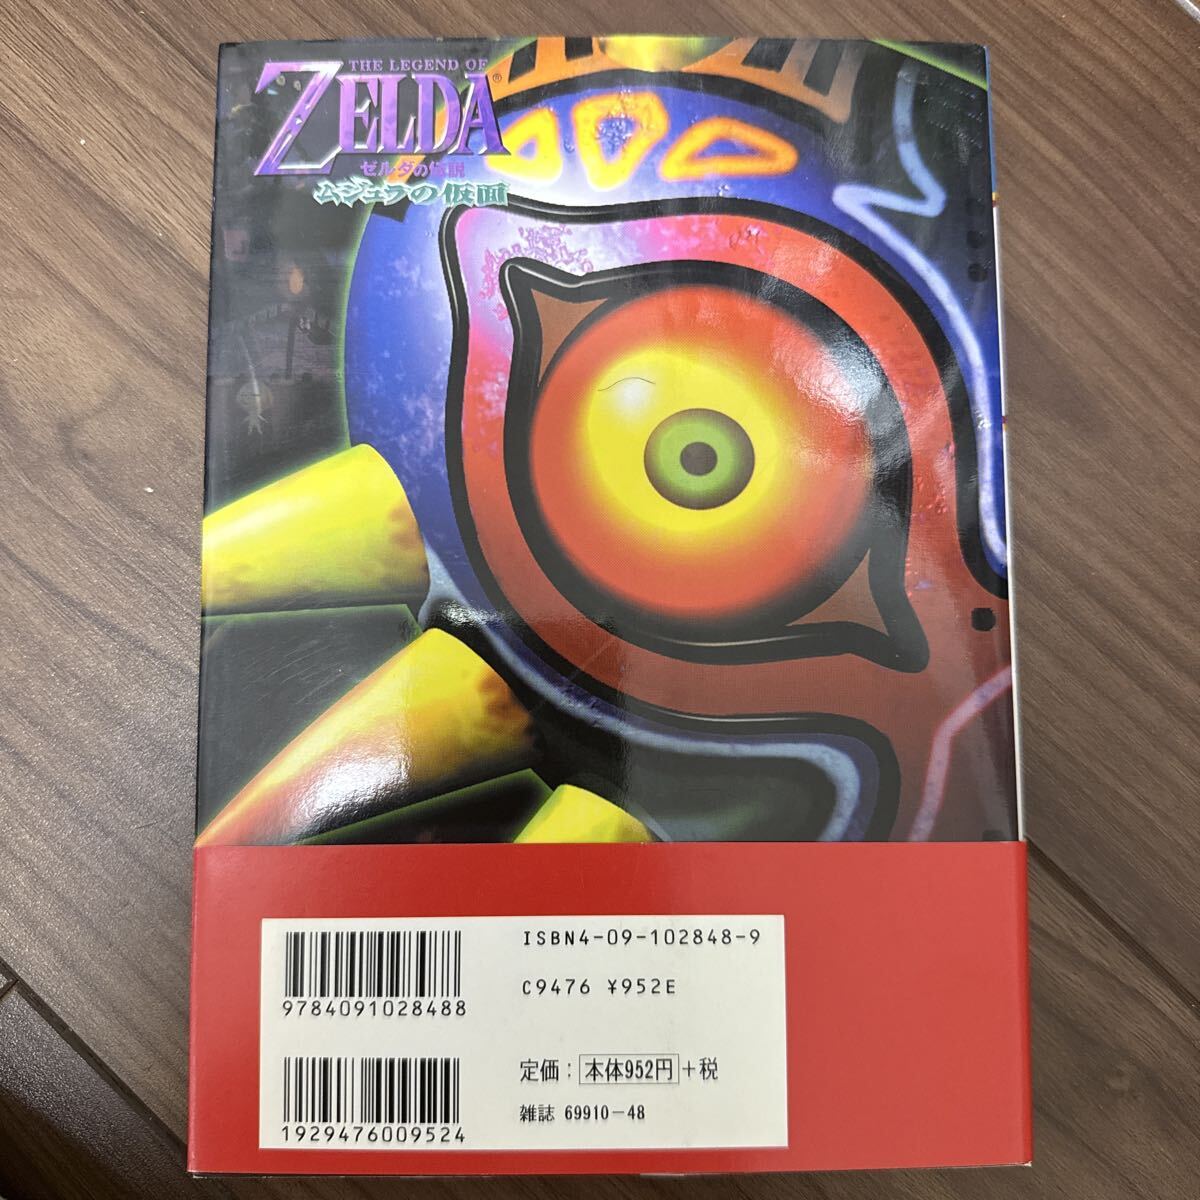 THE LEGEND OF
ZELDA®
ゼルダの伝説
ムジュラの仮面
ISBN4-09-102848-9
9784091028488
C9476 ¥952E
定価：本体952円+税
雑誌 69910-48
1929476009524